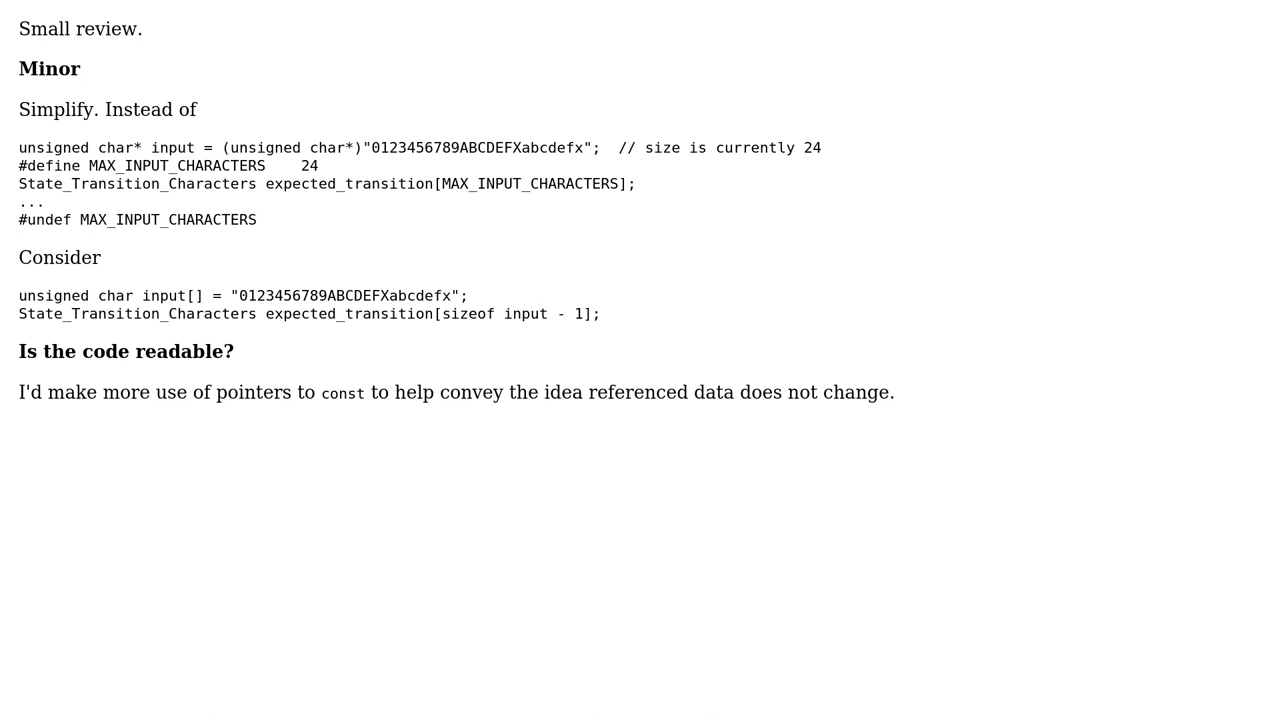 Small review.
Minor
Simplify. Instead of
unsigned char* input = (unsigned char*)"0123456789ABCDEFXabcdefx";  // size is currently 24
#define MAX_INPUT_CHARACTERS    24
State_Transition_Characters expected_transition[MAX_INPUT_CHARACTERS];
...
#undef MAX_INPUT_CHARACTERS
Consider
unsigned char input[] = "0123456789ABCDEFXabcdefx";
State_Transition_Characters expected_transition[sizeof input - 1];
Is the code readable?
I'd make more use of pointers to const to help convey the idea referenced data does not change.